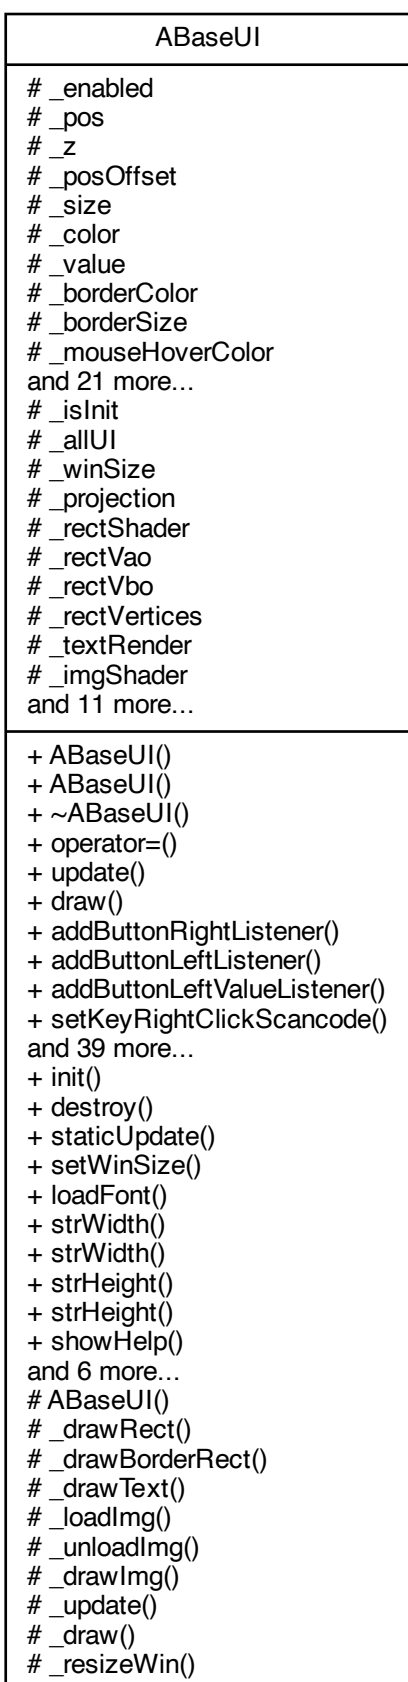 ABaseUI
# _enabled
# _pos
# _z
# _posOffset
# _size
# _color
# _value
# _borderColor
# _borderSize
# _mouseHoverColor
and 21 more...
# _isInit
# _allUI
# _winSize
# _projection
# _rectShader
# _rectVao
# _rectVbo
# _rectVertices
# _textRender
# _imgShader
and 11 more...
+ ABaseUI()
+ ABaseUI()
+ ~ABaseUI()
+ operator=()
+ update()
+ draw()
+ addButtonRightListener()
+ addButtonLeftListener()
+ addButtonLeftValueListener()
+ setKeyRightClickScancode()
and 39 more...
+ init()
+ destroy()
+ staticUpdate()
+ setWinSize()
+ loadFont()
+ strWidth()
+ strWidth()
+ strHeight()
+ strHeight()
+ showHelp()
and 6 more...
# ABaseUI()
# _drawRect()
# _drawBorderRect()
# _drawText()
# _loadImg()
# _unloadImg()
# _drawImg()
# _update()
# _draw()
# _resizeWin()